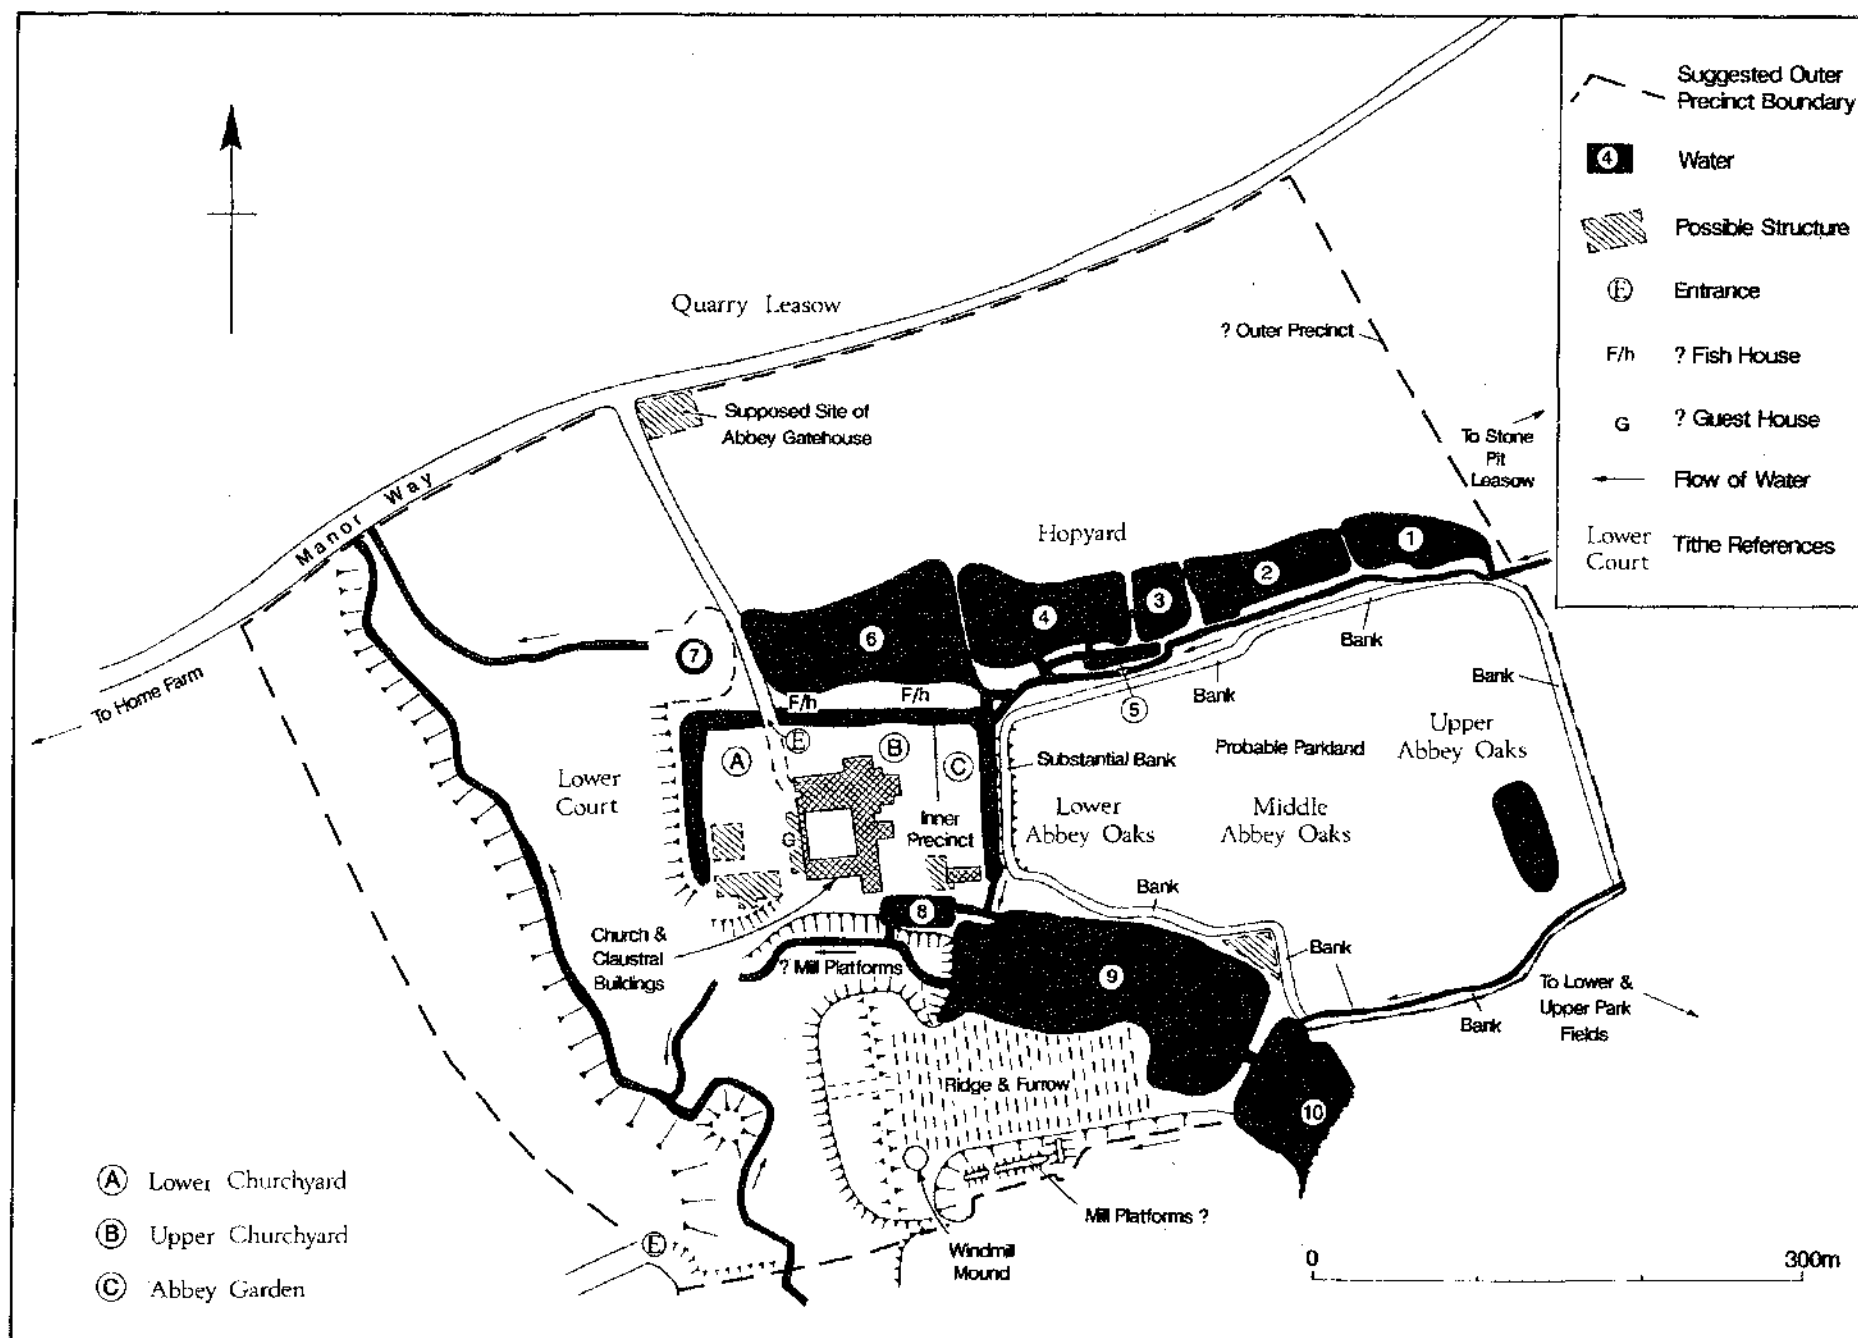 Suggested Outer
Precinct Boundary
4
Water
Possible Structure
E
Entrance
F/h
? Fish House
G
? Guest House
Flow of Water
Lower
Court
Tithe References
Quarry Leasow
? Outer Precinct
Supposed Site of
Abbey Gatehouse
To Stone
Pit
Leasow
Manor Way
To Home Farm
Hopyard
1
2
3
4
5
6
7
F/h
F/h
Bank
Bank
Bank
A
E
B
C
Lower
Court
G
Inner
Precinct
Substantial Bank
Probable Parkland
Upper
Abbey Oaks
Lower
Abbey Oaks
Middle
Abbey Oaks
Bank
Bank
Bank
8
9
10
Church &
Claustral
Buildings
? Mill Platforms
To Lower &
Upper Park
Fields
Ridge & Furrow
Mill Platforms ?
Windmill
Mound
E
A Lower Churchyard
B Upper Churchyard
C Abbey Garden
0 300m